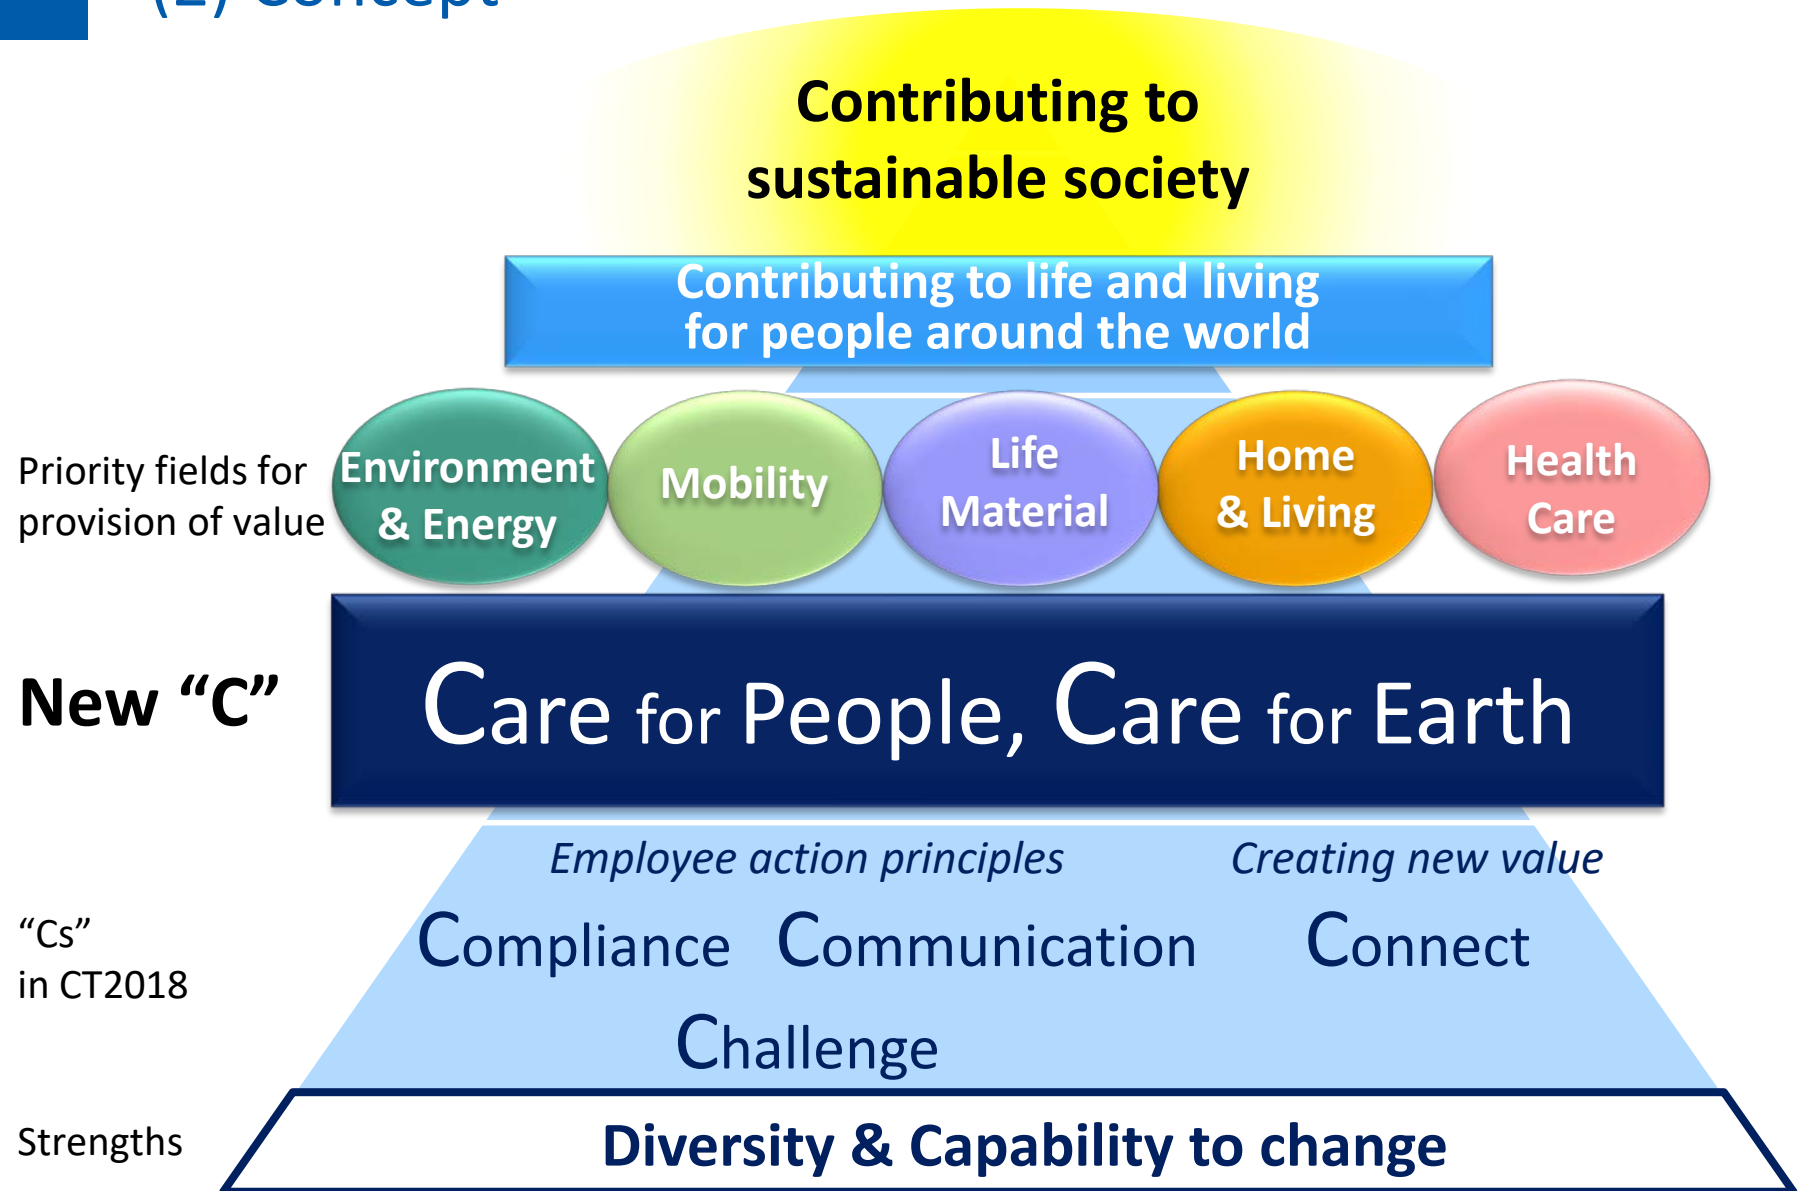 (2) Concept
Contributing to
sustainable society
Contributing to life and living
for people around the world
Priority fields for
provision of value
Environment
& Energy
Mobility
Life
Material
Home
& Living
Health
Care
New “C”
Care for People, Care for Earth
Employee action principles
Creating new value
“Cs”
in CT2018
Compliance
Communication
Connect
Challenge
Strengths
Diversity & Capability to change